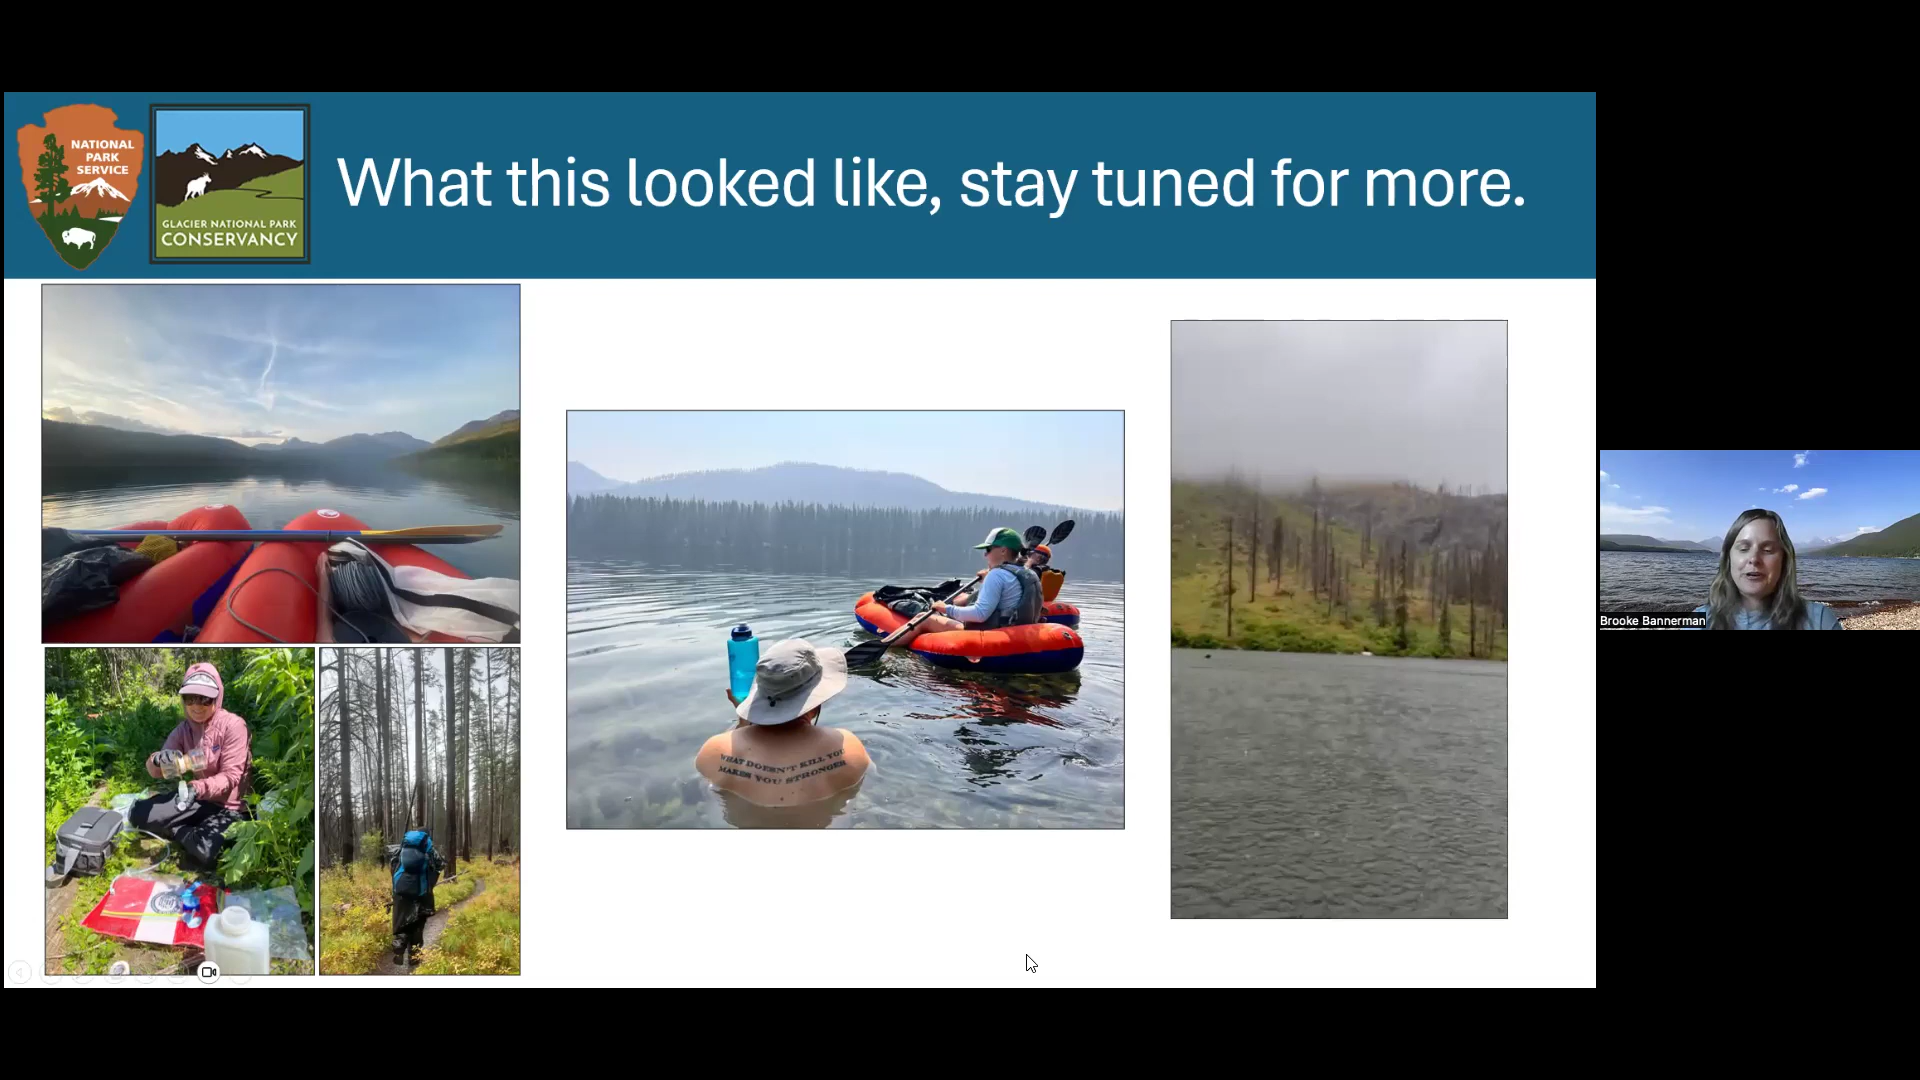 NATIONAL
PARK
SERVICE
GLACIER NATIONAL PARK
CONSERVANCY
What this looked like, stay tuned for more.
WHAT DOESN'T KILL YOU
MAKES YOU STRONGER
Brooke Bannerman